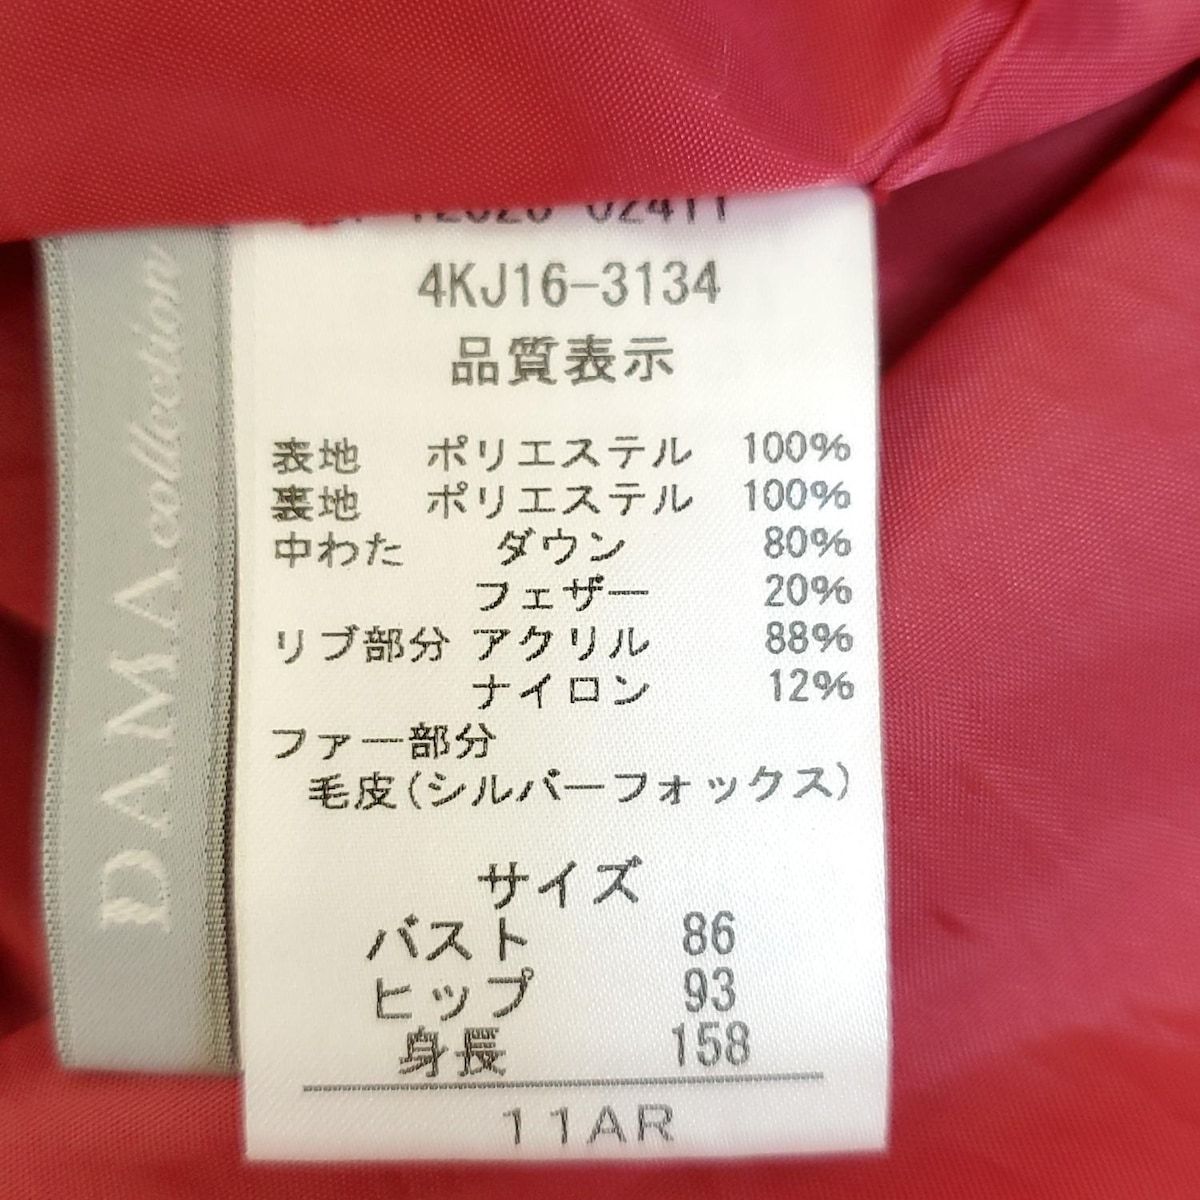 4KJ16-3134
品質表示
表地 ポリエステル 100%
裏地 ポリエステル 100%
中わた ダウン 80%
フェザー 20%
リブ部分 アクリル 88%
ナイロン 12%
ファー部分
毛皮(シルバーフォックス)
サイズ
バスト 86
ヒップ 93
身長 158
11AR
DAMA collection